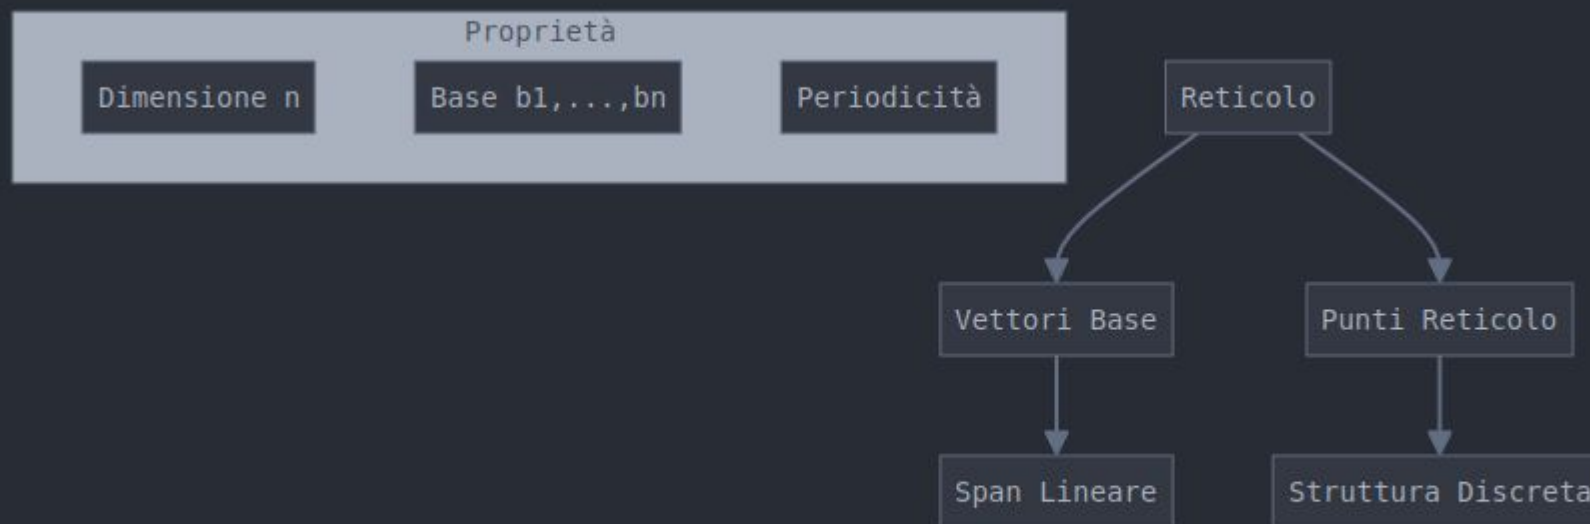 Proprietà
Dimensione n
Base b1,...,bn
Periodicità
Reticolo
Vettori Base
Punti Reticolo
Span Lineare
Struttura Discreta